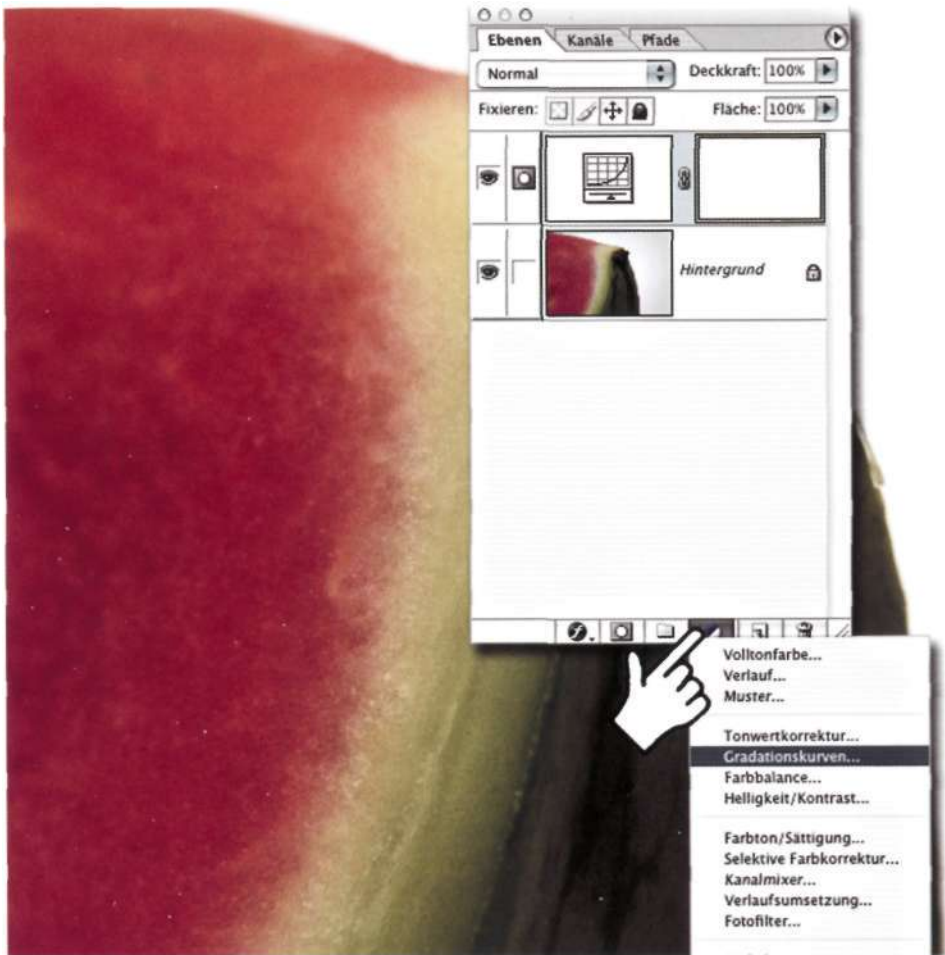 Ebenen Kanäle Pfade
Normal Deckkraft: 100%
Fixieren: Fläche: 100%
Hintergrund
Volltonfarbe...
Verlauf...
Muster...
Tonwertkorrektur...
Gradationskurven...
Farbbalance...
Helligkeit/Kontrast...
Farbton/Sättigung...
Selektive Farbkorrektur...
Kanalmixer...
Verlaufsumsetzung...
Fotofilter...